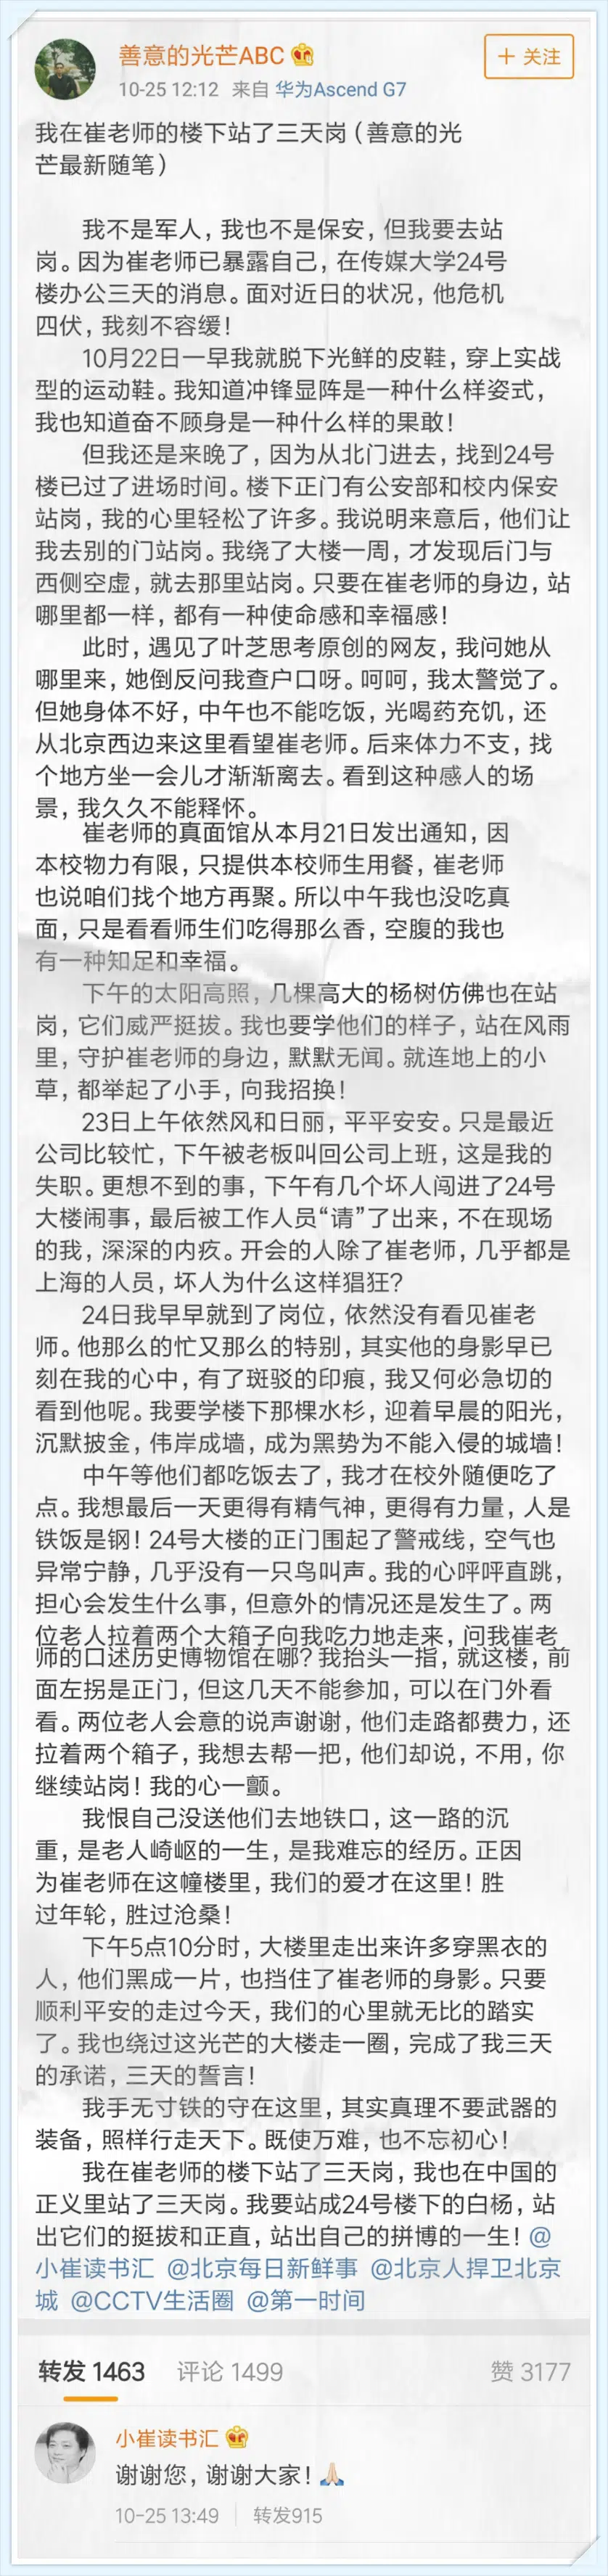 善意的光芒ABC
+ 关注
10-25 12:12 来自 华为Ascend G7
我在崔老师的楼下站了三天岗（善意的光
芒最新随笔）
我不是军人，我也不是保安，但我要去站
岗。因为崔老师已暴露自己，在传媒大学24号
楼办公三天的消息。面对近日的状况，他危机
四伏，我刻不容缓！
10月22日一早我就脱下光鲜的皮鞋，穿上实战
型的运动鞋。我知道冲锋显阵是一种什么样姿式，
我也知道奋不顾身是一种什么样的果敢！
但我还是来晚了，因为从北门进去，找到24号
楼已过了进场时间。楼下正门有公安部和校内保安
站岗，我的心里轻松了许多。我说明来意后，他们让
我去别的门站岗。我绕了大楼一周，才发现后门与
西侧空虚，就去那里站岗。只要在崔老师的身边，站
哪里都一样，都有一种使命感和幸福感！
此时，遇见了叶芝思考原创的网友，我问她从
哪里来，她倒反问我查户口呀。呵呵，我太警觉了。
但她身体不好，中午也不能吃饭，光喝药充饥，还
从北京西边来这里看望崔老师。后来体力不支，找
个地方坐一会儿才渐渐离去。看到这种感人的场
景，我久久不能释怀。
崔老师的真面馆从本月21日发出通知，因
本校物力有限，只提供本校师生用餐，崔老师
也说咱们找个地方再聚。所以中午我也没吃真
面，只是看看师生们吃得那么香，空腹的我也
有一种知足和幸福。
下午的太阳高照，几棵高大的杨树仿佛也在站
岗，它们威严挺拔。我也要学他们的样子，站在风雨
里，守护崔老师的身边，默默无闻。就连地上的小
草，都举起了小手，向我招换！
23日上午依然风和日丽，平平安安。只是最近
公司比较忙，下午被老板叫回公司上班，这是我的
失职。更想不到的事，下午有几个坏人闯进了24号
大楼闹事，最后被工作人员“请”了出来，不在现场
的我，深深的内疚。开会的人除了崔老师，几乎都是
上海的人员，坏人为什么这样猖狂？
24日我早早就到了岗位，依然没有看见崔老
师。他那么的忙又那么的特别，其实他的身影早已
刻在我的心中，有了斑驳的印痕，我又何必急切的
看到他呢。我要学楼下那棵水杉，迎着早晨的阳光，
沉默披金，伟岸成墙，成为黑势为不能入侵的城墙！
中午等他们都吃饭去了，我才在校外随便吃了
点。我想最后一天更得有精气神，更得有力量，人是
铁饭是钢！24号大楼的正门围起了警戒线，空气也
异常宁静，几乎没有一只鸟叫声。我的心呯呯直跳，
担心会发生什么事，但意外的情况还是发生了。两
位老人拉着两个大箱子向我吃力地走来，问我崔老
师的口述历史博物馆在哪？我抬头一指，就这楼，前
面左拐是正门，但这几天不能参加，可以在门外看
看。两位老人会意的说声谢谢，他们走路都费力，还
拉着两个箱子，我想去帮一把，他们却说，不用，你
继续站岗！我的心一颤。
我恨自己没送他们去地铁口，这一路的沉
重，是老人崎岖的一生，是我难忘的经历。正因
为崔老师在这幢楼里，我们的爱才在这里！胜
过年轮，胜过沧桑！
下午5点10分时，大楼里走出来许多穿黑衣的
人，他们黑成一片，也挡住了崔老师的身影。只要
顺利平安的走过今天，我们的心里就无比的踏实
了。我也绕过这光芒的大楼走一圈，完成了我三天
的承诺，三天的誓言！
我手无寸铁的守在这里，其实真理不要武器的
装备，照样行走天下。既使万难，也不忘初心！
我在崔老师的楼下站了三天岗，我也在中国的
正义里站了三天岗。我要站成24号楼下的白杨，站
出它们的挺拔和正直，站出自己的拼博的一生！@
小崔读书汇 @北京每日新鲜事 @北京人捍卫北京
城 @CCTV生活圈 @第一时间
转发 1463 评论 1499 赞 3177
小崔读书汇
谢谢您，谢谢大家！🙏
10-25 13:49 转发915